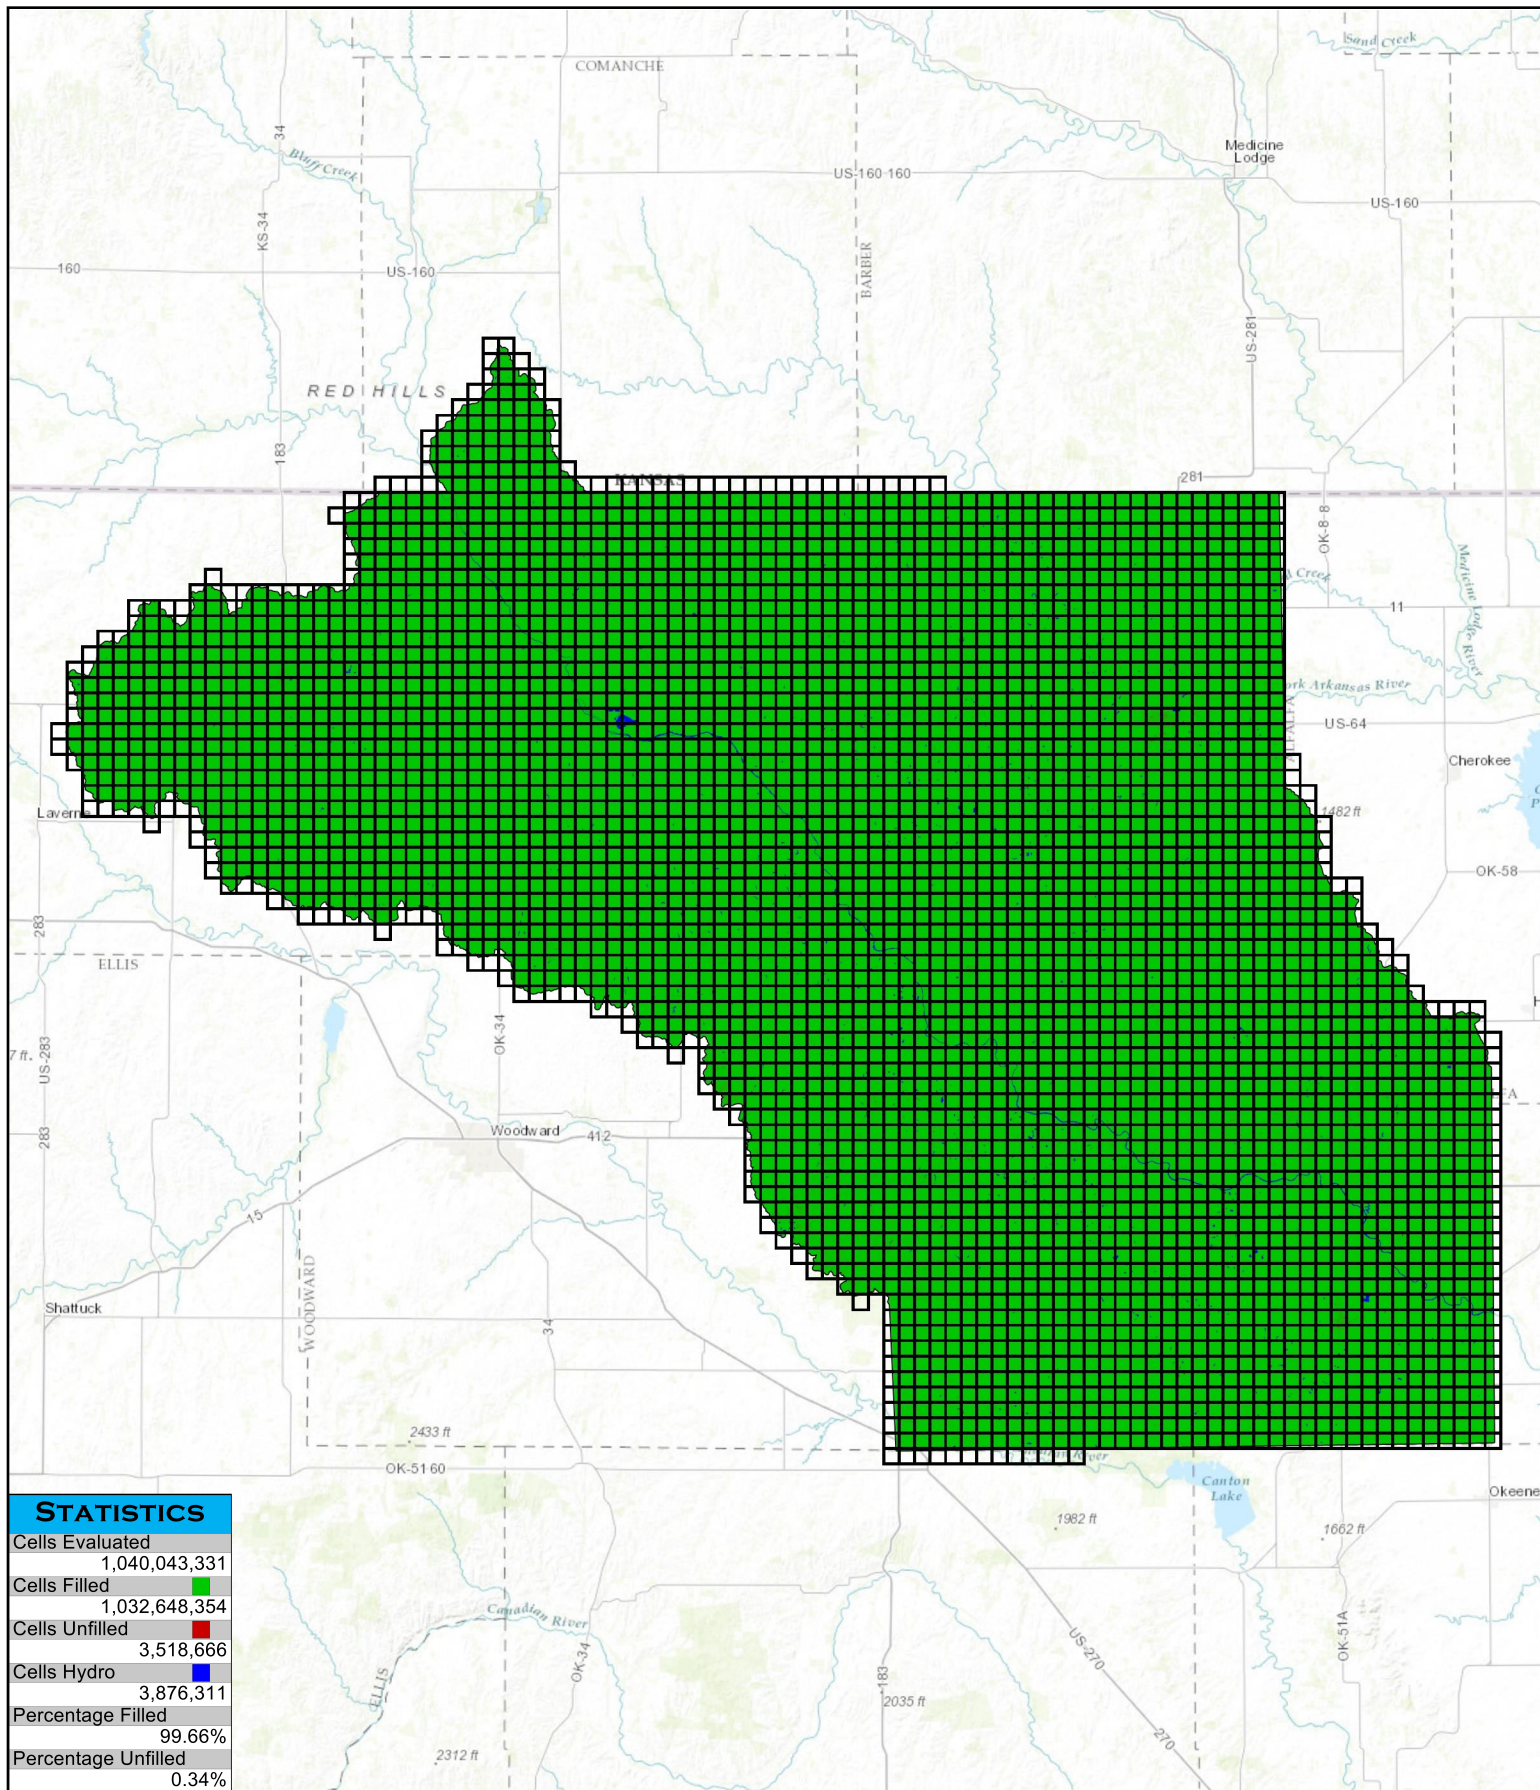 Sand Creek
COMANCHE
34
Bluff Creek
Medicine
Lodge
US-160 160
US-160
KS-34
BARBER
160
US-160
US-281
RED HILLS
183
KANSAS
281
OK-8-8
Creek
Medicine Lodge River
11
Arkansas River
ALFALFA
US-64
Cherokee
Laverne
1482 ft
OK-58
283
ELLIS
OK-34
7 ft
US-283
283
Woodward
412
15
WOODWARD
Shattuck
34
2433 ft
OK-51 60
River
Canton
Lake
Okeene
1982 ft
1662 ft
Canadian River
OK-34
ELLIS
US-270
OK-51A
183
2035 ft
270
2312 ft
STATISTICS
Cells Evaluated
1,040,043,331
Cells Filled
1,032,648,354
Cells Unfilled
3,518,666
Cells Hydro
3,876,311
Percentage Filled
99.66%
Percentage Unfilled
0.34%